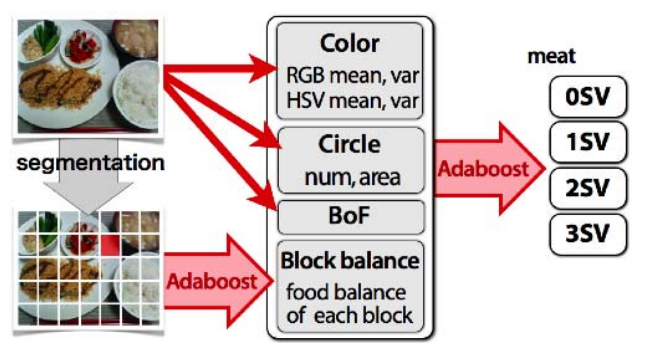 segmentation
Adaboost
Color
RGB mean, var
HSV mean, var
Circle
num, area
BoF
Block balance
food balance
of each block
Adaboost
meat
0SV
1SV
2SV
3SV